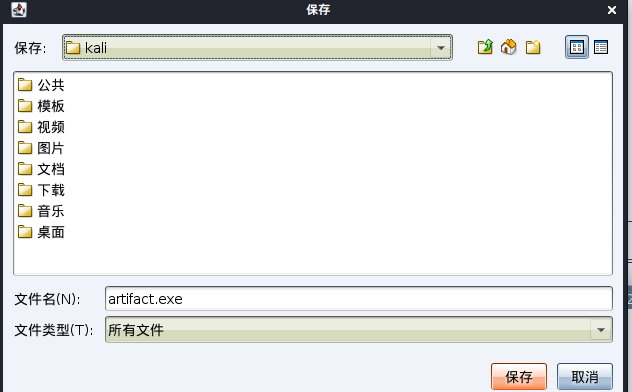 保存
保存: kali
公共
模板
视频
图片
文档
下载
音乐
桌面
文件名(N): artifact.exe
文件类型(T): 所有文件
保存 取消